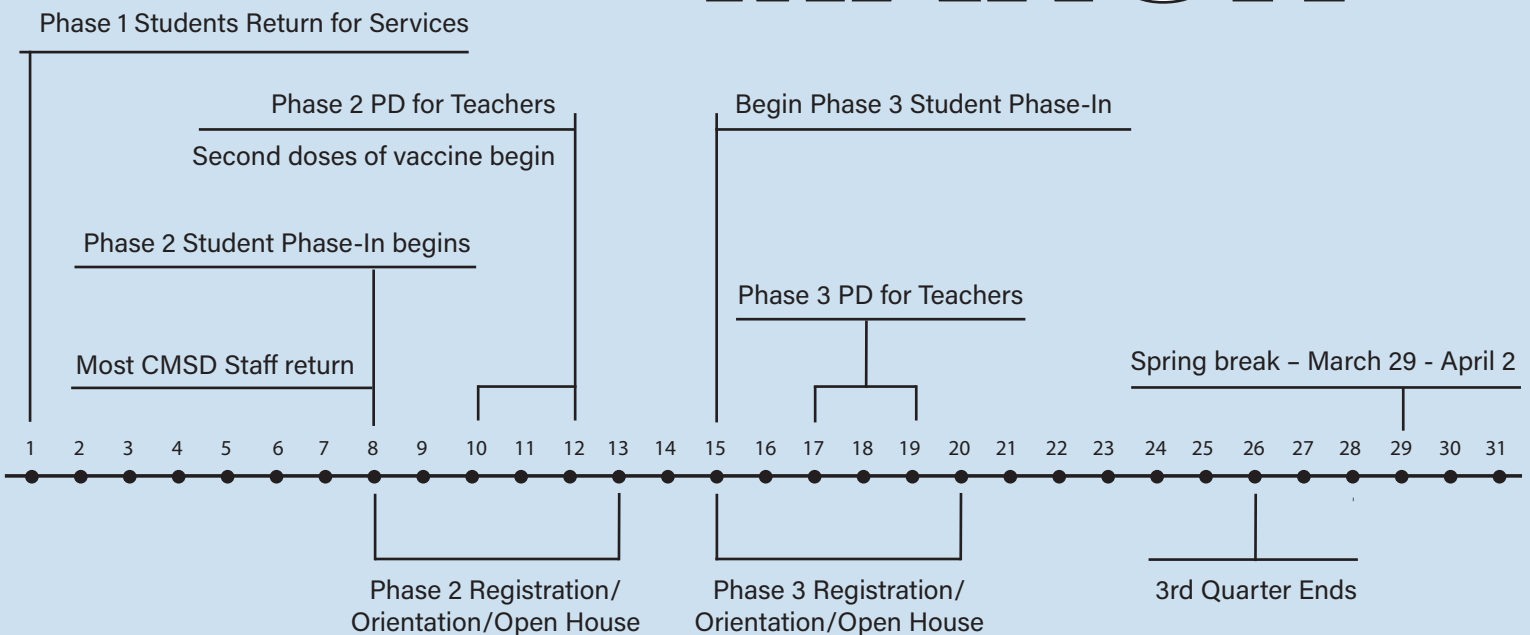 Phase 1 Students Return for Services
Phase 2 PD for Teachers
Begin Phase 3 Student Phase-In
Second doses of vaccine begin
Phase 2 Student Phase-In begins
Phase 3 PD for Teachers
Most CMSD Staff return
Spring break – March 29 - April 2
1 2 3 4 5 6 7 8 9 10 11 12 13 14 15 16 17 18 19 20 21 22 23 24 25 26 27 28 29 30 31
Phase 2 Registration/
Orientation/Open House
Phase 3 Registration/
Orientation/Open House
3rd Quarter Ends